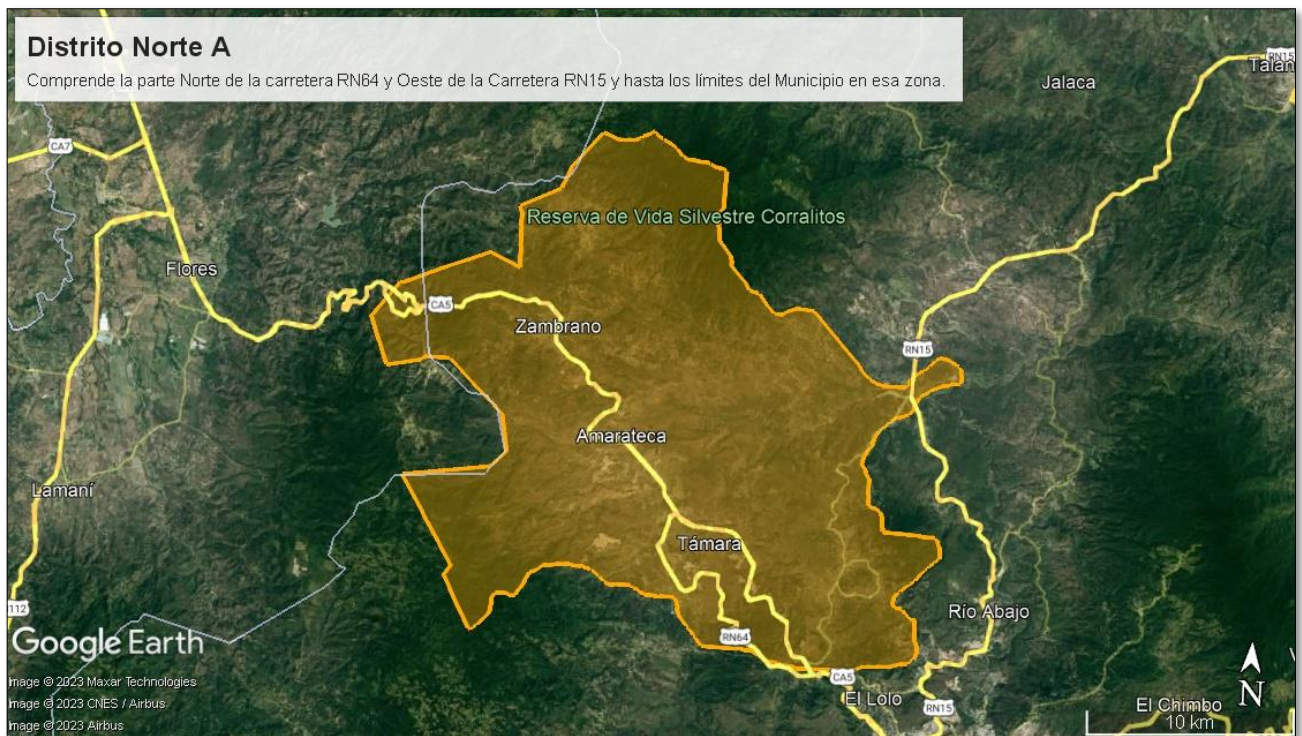 Distrito Norte A
Comprende la parte Norte de la carretera RN64 y Oeste de la Carretera RN15 y hasta los límites del Municipio en esa zona.
RN15
Jalaca
CA7
Reserva de Vida Silvestre Corralitos
Flores
CA5
Zambrano
RN15
Amarateca
Lamaní
Támara
112
Río Abajo
RN64
Google Earth
CA5
Image © 2023 Maxar Technologies
El Lolo
N
Image © 2023 CNES / Airbus
RN15
El Chimbo
10 km
Image © 2023 Airbus